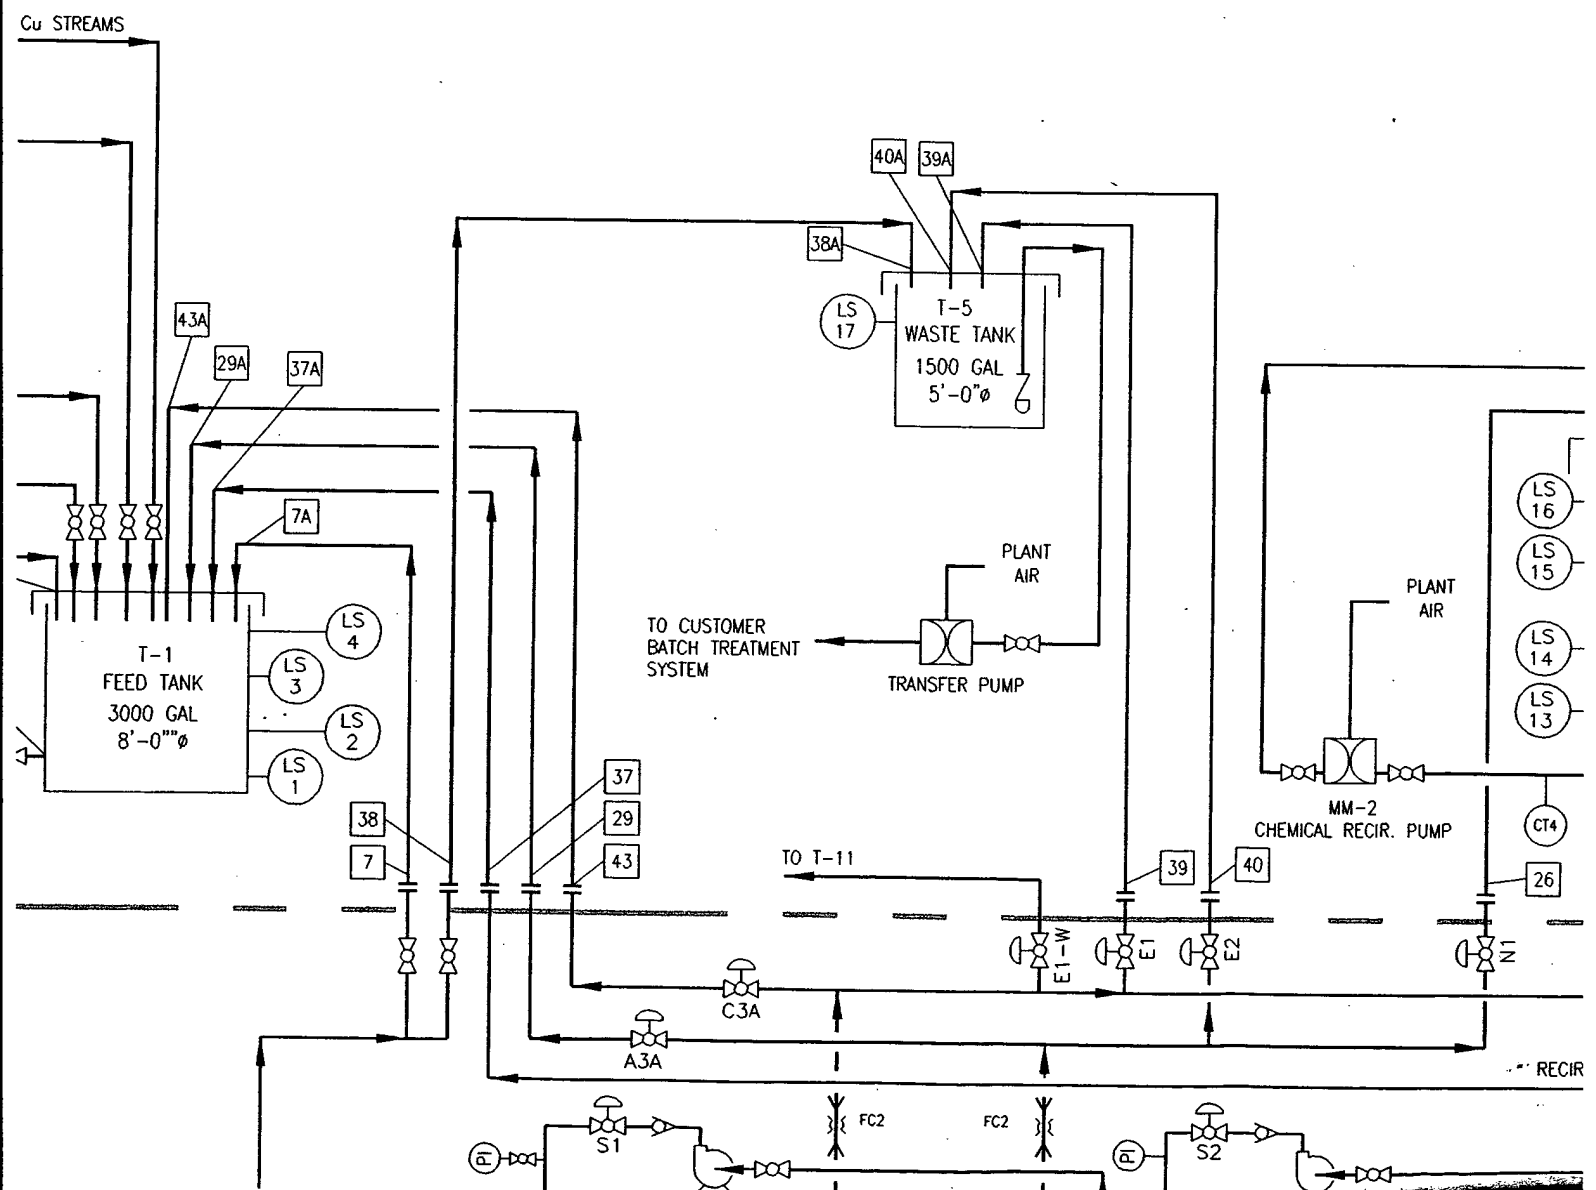 Cu STREAMS
40A
39A
38A
LS
17
T-5
WASTE TANK
1500 GAL
5'-0"ø
43A
29A
37A
7A
LS
16
LS
15
LS
14
LS
13
PLANT
AIR
PLANT
AIR
TO CUSTOMER
BATCH TREATMENT
SYSTEM
TRANSFER PUMP
T-1
FEED TANK
3000 GAL
8'-0""ø
LS
4
LS
3
LS
2
LS
1
MM-2
CHEMICAL RECIR. PUMP
CT4
37
38
29
7
43
TO T-11
39
40
26
E1-W
E1
E2
N1
C3A
A3A
RECIR
FC2
FC2
S1
S2
PI
PI